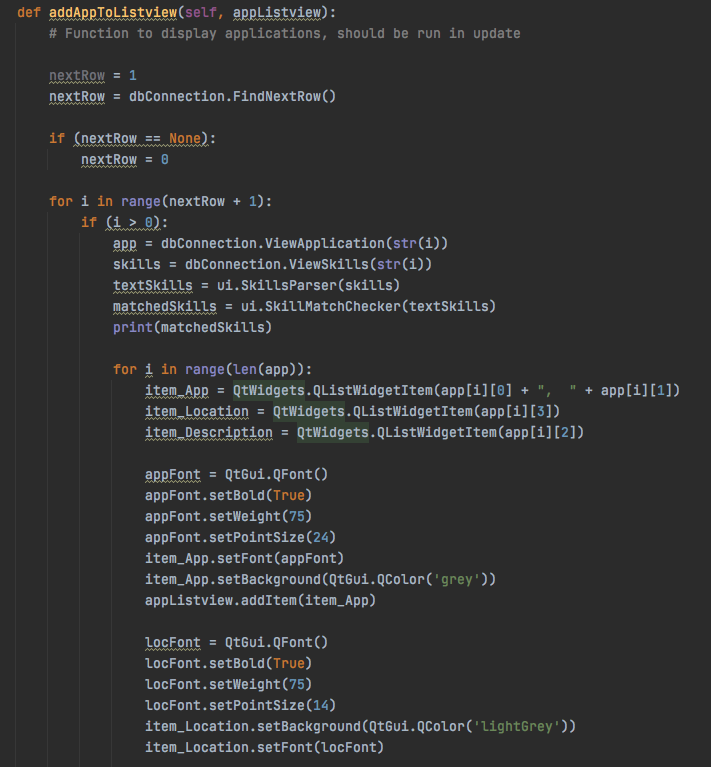 def addAppToListview(self, appListview):
# Function to display applications, should be run in update
nextRow = 1
nextRow = dbConnection.FindNextRow()
if (nextRow == None):
nextRow = 0
for i in range(nextRow + 1):
if (i > 0):
app = dbConnection.ViewApplication(str(i))
skills = dbConnection.ViewSkills(str(i))
textSkills = ui.SkillsParser(skills)
matchedSkills = ui.SkillMatchChecker(textSkills)
print(matchedSkills)
for i in range(len(app)):
item_App = QtWidgets.QListWidgetItem(app[i][0] + ",  " + app[i][1])
item_Location = QtWidgets.QListWidgetItem(app[i][3])
item_Description = QtWidgets.QListWidgetItem(app[i][2])
appFont = QtGui.QFont()
appFont.setBold(True)
appFont.setWeight(75)
appFont.setPointSize(24)
item_App.setFont(appFont)
item_App.setBackground(QtGui.QColor('grey'))
appListview.addItem(item_App)
locFont = QtGui.QFont()
locFont.setBold(True)
locFont.setWeight(75)
locFont.setPointSize(14)
item_Location.setBackground(QtGui.QColor('lightGrey'))
item_Location.setFont(locFont)